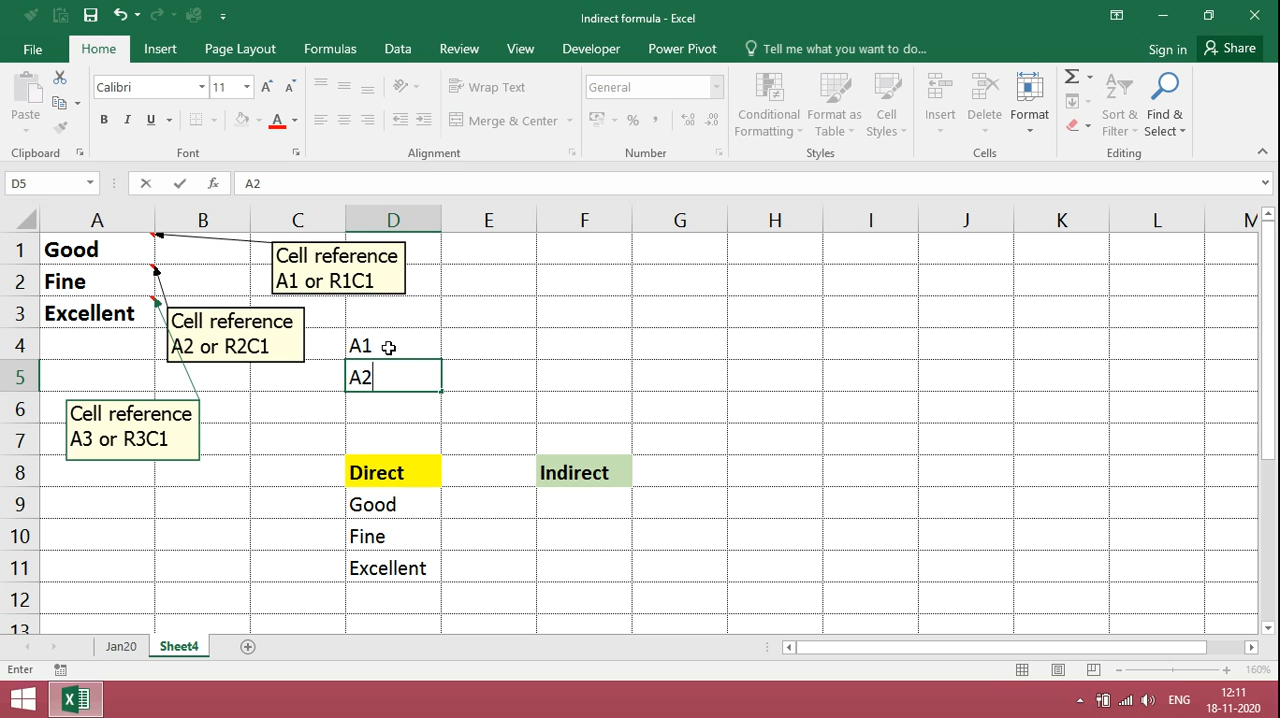 Indirect formula - Excel
File Home Insert Page Layout Formulas Data Review View Developer Power Pivot Tell me what you want to do... Sign in Share
Paste
Calibri 11
B I U A
Wrap Text
Merge & Center
General
Conditional Formatting
Format as Table
Cell Styles
Insert Delete Format
Sort & Filter
Find & Select
Clipboard Font Alignment Number Styles Cells Editing
D5 fx A2
A B C D E F G H I J K L M
1 Good
Cell reference
A1 or R1C1
2 Fine
3 Excellent
Cell reference
A2 or R2C1
4 A1
5 A2
6
Cell reference
A3 or R3C1
7
8 Direct Indirect
9 Good
10 Fine
11 Excellent
12
13
Jan20 Sheet4
Enter 160%
ENG 12:11
18-11-2020